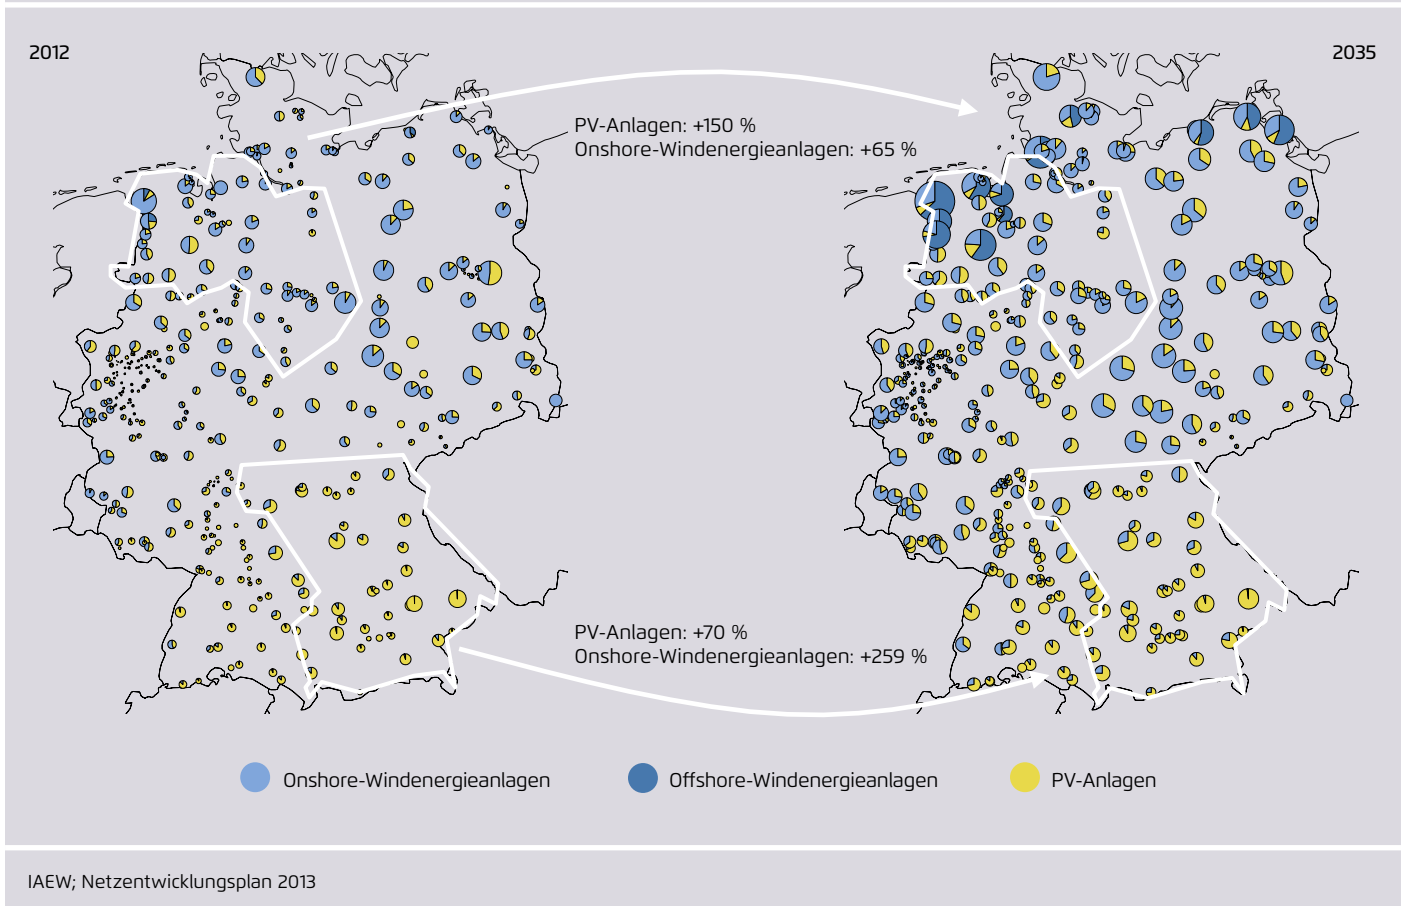 2012
2035
PV-Anlagen: +150 %
Onshore-Windenergieanlagen: +65 %
PV-Anlagen: +70 %
Onshore-Windenergieanlagen: +259 %
Onshore-Windenergieanlagen
Offshore-Windenergieanlagen
PV-Anlagen
IAEW; Netzentwicklungsplan 2013